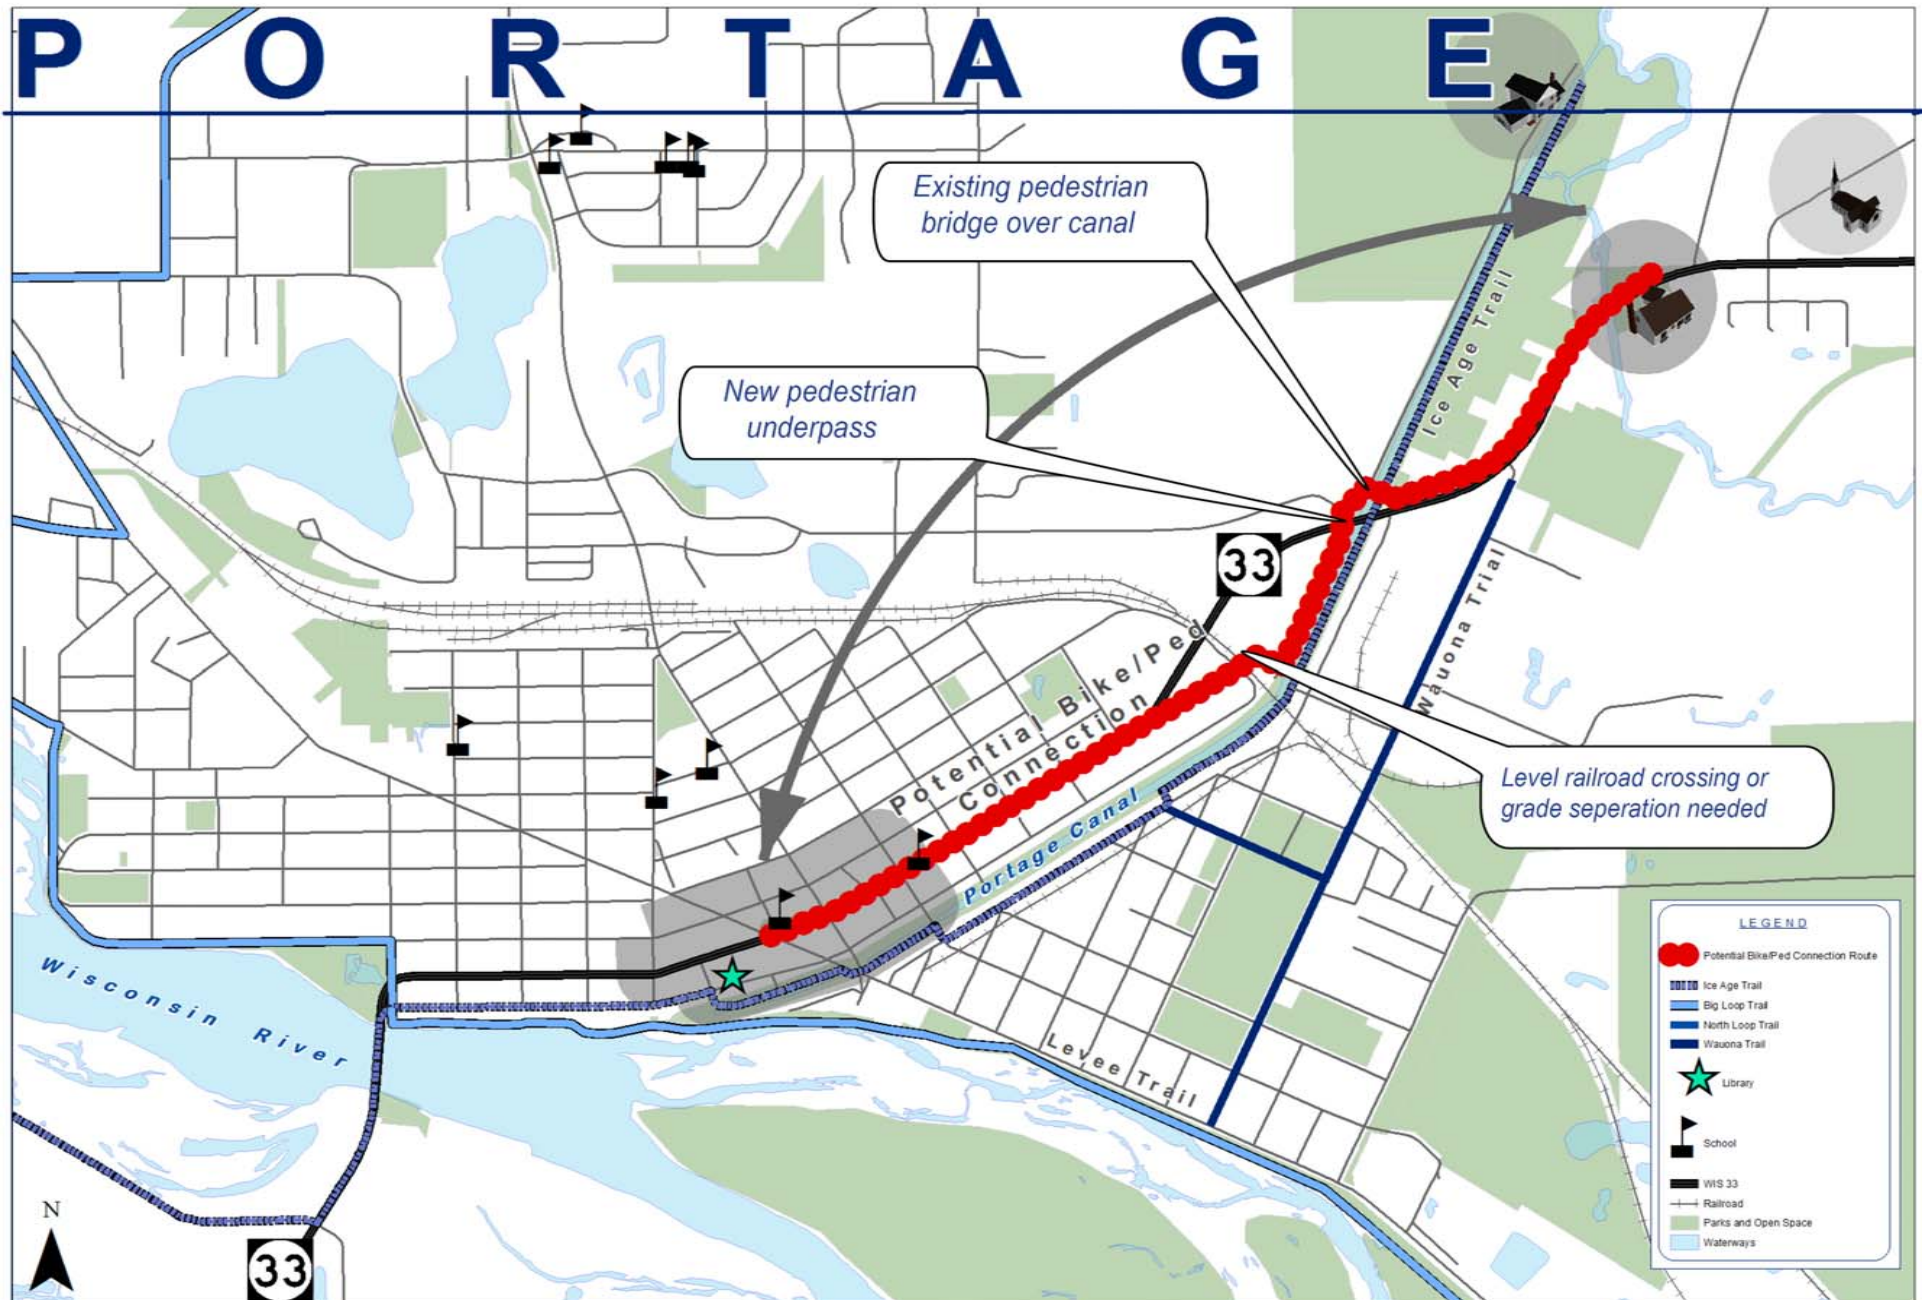 P O R T A G E
Existing pedestrian
bridge over canal
New pedestrian
underpass
Ice Age Trail
33
Wauona Trial
Potential Bike/Ped
Connection
Level railroad crossing or
grade seperation needed
Portage Canal
Wisconsin River
Levee Trail
N
33
LEGEND
Potential Bike/Ped Connection Route
Ice Age Trail
Big Loop Trail
North Loop Trail
Wauona Trail
Library
School
WIS 33
Railroad
Parks and Open Space
Waterways